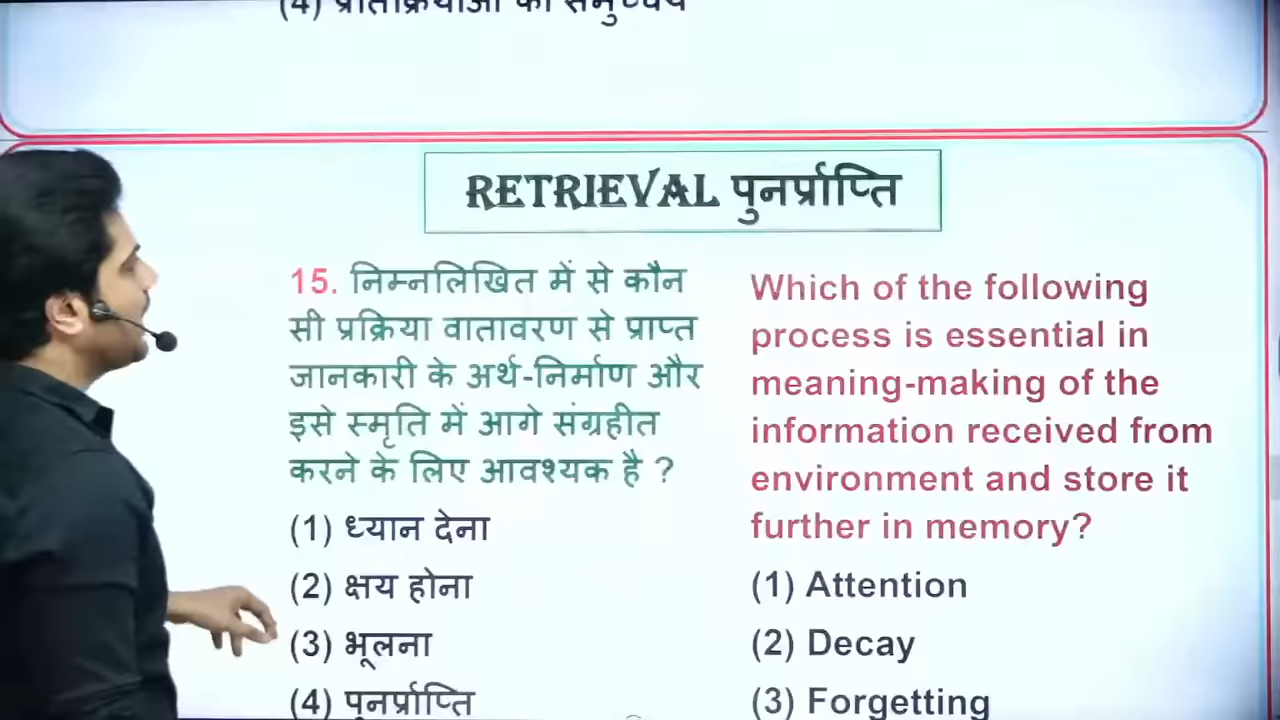 RETRIEVAL पुनर्प्राप्ति
15. निम्नलिखित में से कौन
सी प्रक्रिया वातावरण से प्राप्त
जानकारी के अर्थ-निर्माण और
इसे स्मृति में आगे संग्रहीत
करने के लिए आवश्यक है ?
(1) ध्यान देना
(2) क्षय होना
(3) भूलना
(4) पुनर्प्राप्ति
Which of the following
process is essential in
meaning-making of the
information received from
environment and store it
further in memory?
(1) Attention
(2) Decay
(3) Forgetting